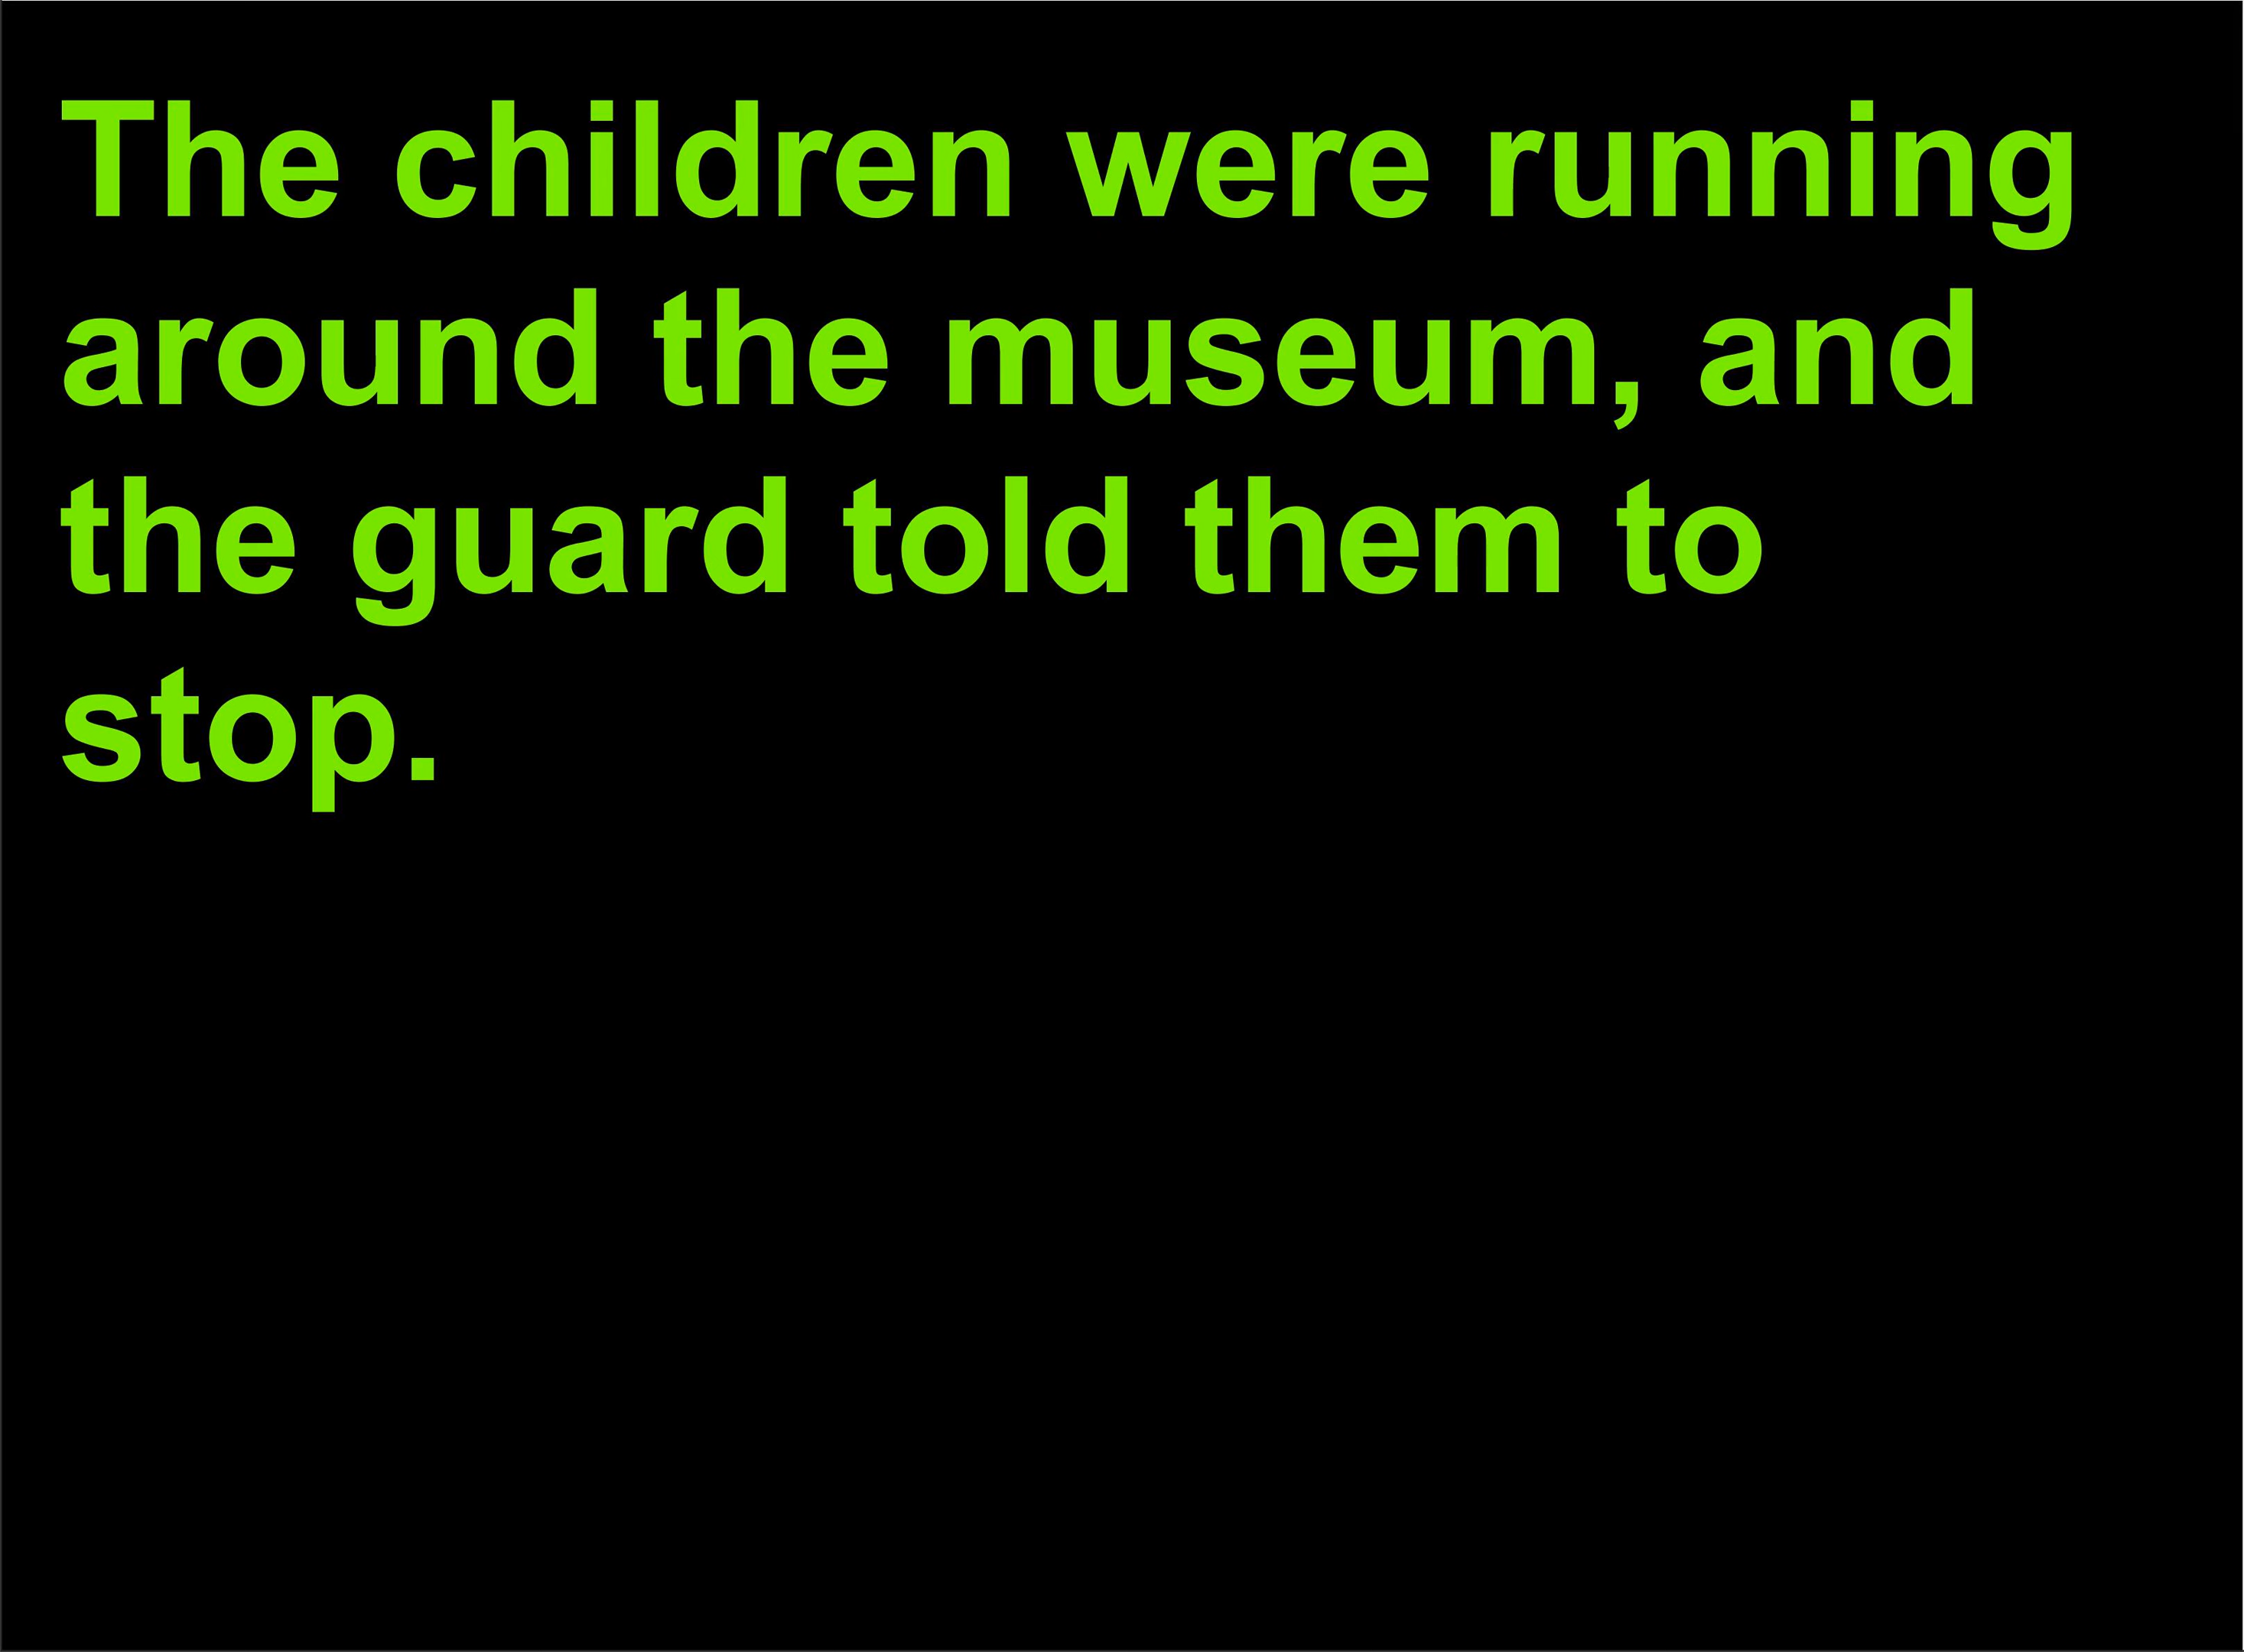 The children were running
around the museum, and
the guard told them to
stop.